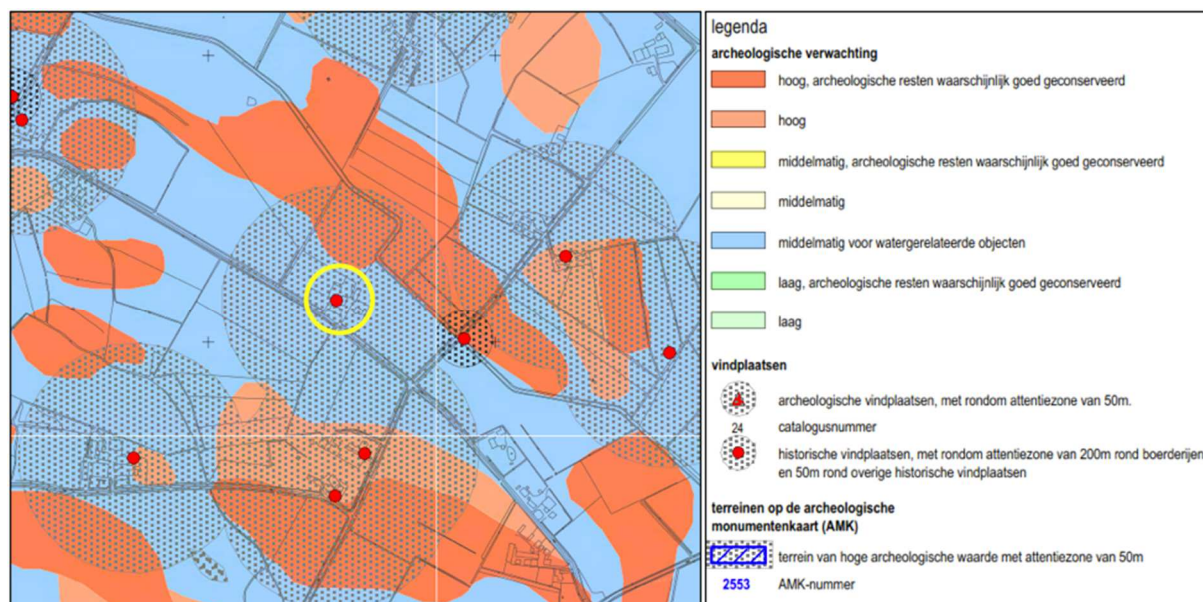 legenda
archeologische verwachting
hoog, archeologische resten waarschijnlijk goed geconserveerd
hoog
middelmatig, archeologische resten waarschijnlijk goed geconserveerd
middelmatig
middelmatig voor watergerelateerde objecten
laag, archeologische resten waarschijnlijk goed geconserveerd
laag
vindplaatsen
archeologische vindplaatsen, met rondom attentiezone van 50m.
24 catalogusnummer
historische vindplaatsen, met rondom attentiezone van 200m rond boerderijen
en 50m rond overige historische vindplaatsen
terreinen op de archeologische
monumentenkaart (AMK)
terrein van hoge archeologische waarde met attentiezone van 50m
2553 AMK-nummer